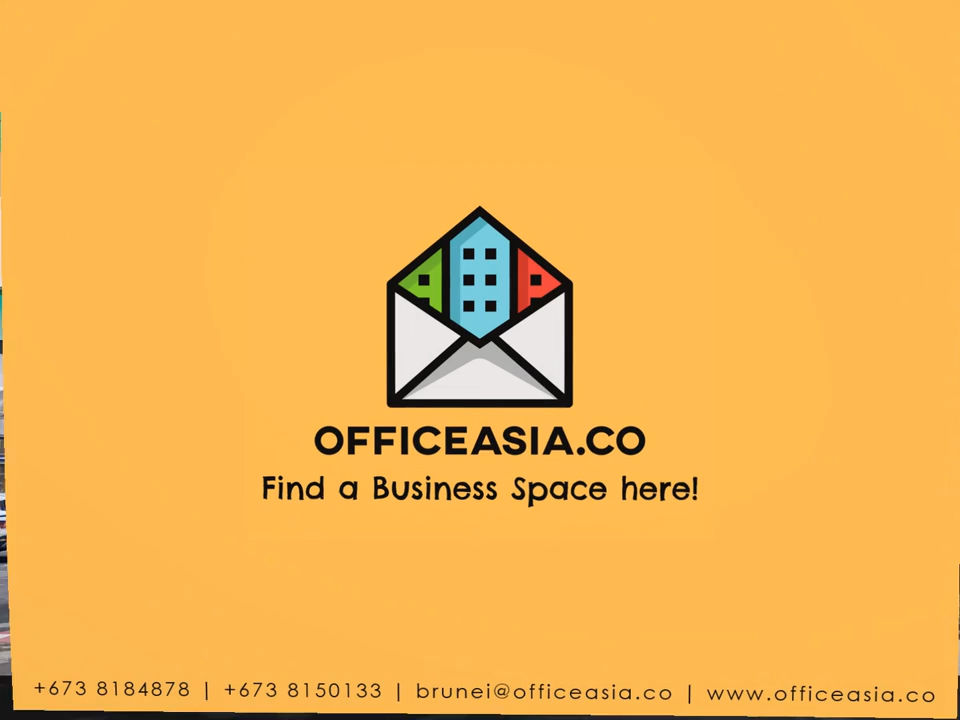 OFFICEASIA.CO
Find a Business Space here!
+673 8184878 | +673 8150133 | brunei@officeasia.co | www.officeasia.co